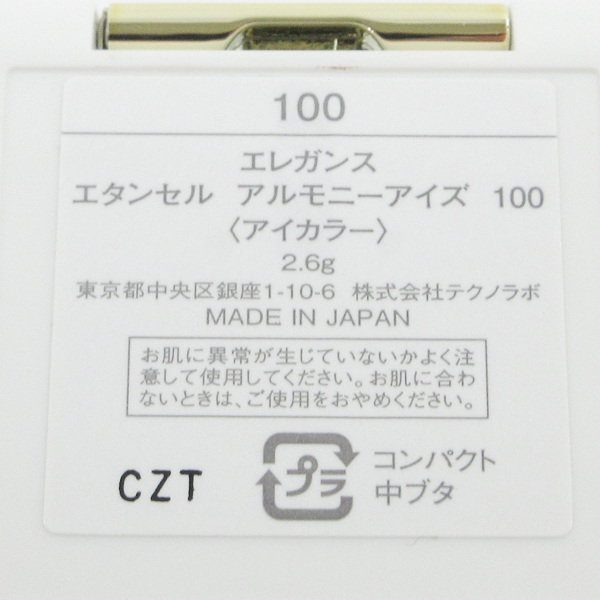 100
エレガンス
エタンセル アルモニーアイズ 100
〈アイカラー〉
2.6g
東京都中央区銀座1-10-6 株式会社テクノラボ
MADE IN JAPAN
お肌に異常が生じていないかよく注
意して使用してください。お肌に合わ
ないときは、ご使用をおやめください。
CZT
プラ
コンパクト
中ブタ